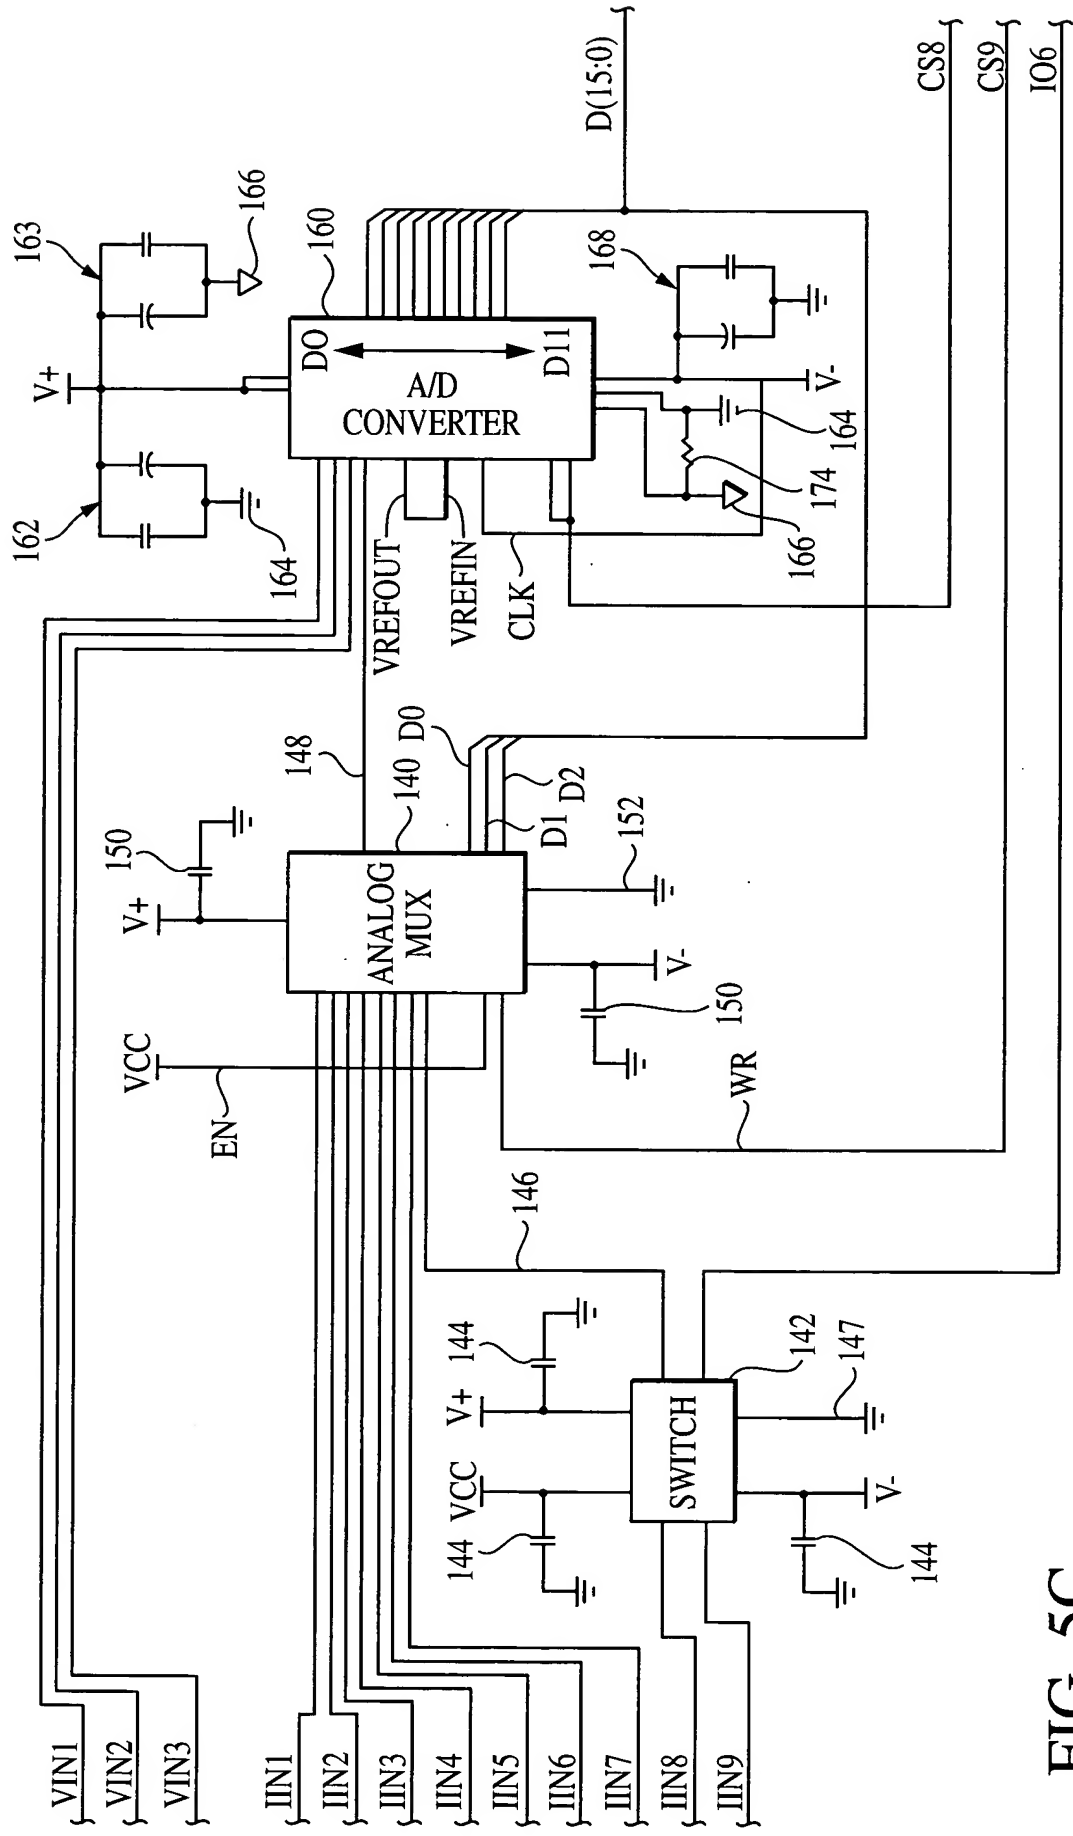 VIN1
VIN2
VIN3
IIN1
IIN2
IIN3
IIN4
IIN5
IIN6
IIN7
IIN8
IIN9
VCC
EN
V+
150
148
ANALOG
MUX
140
D0
D1
D2
152
V-
150
WR
146
144
V+
VCC
144
SWITCH
142
147
V-
144
162
163
V+
164
166
160
DO
D11
A/D
CONVERTER
VREFOUT
VREFIN
CLK
168
V-
164
174
166
D(15:0)
CS8
CS9
IO6
FIG. 5C